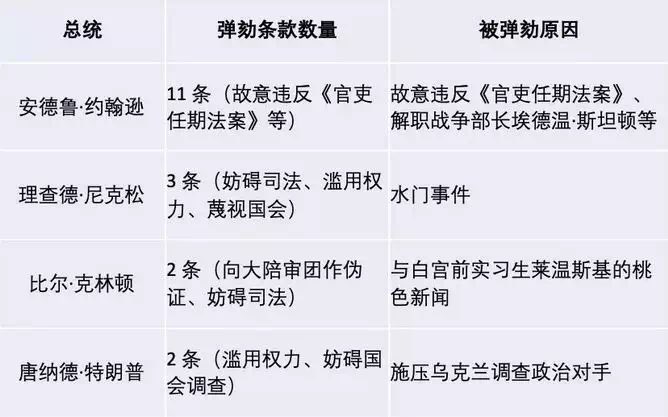 总统 弹劾条款数量 被弹劾原因
安德鲁·约翰逊 11 条（故意违反《官吏 故意违反《官吏任期法案》、
任期法案》等） 解职战争部长埃德温·斯坦顿等
理查德·尼克松 3 条（妨碍司法、滥用权 水门事件
力、蔑视国会）
比尔·克林顿 2 条（向大陪审团作伪 与白宫前实习生莱温斯基的桃
证、妨碍司法） 色新闻
唐纳德·特朗普 2 条（滥用权力、妨碍国 施压乌克兰调查政治对手
会调查）